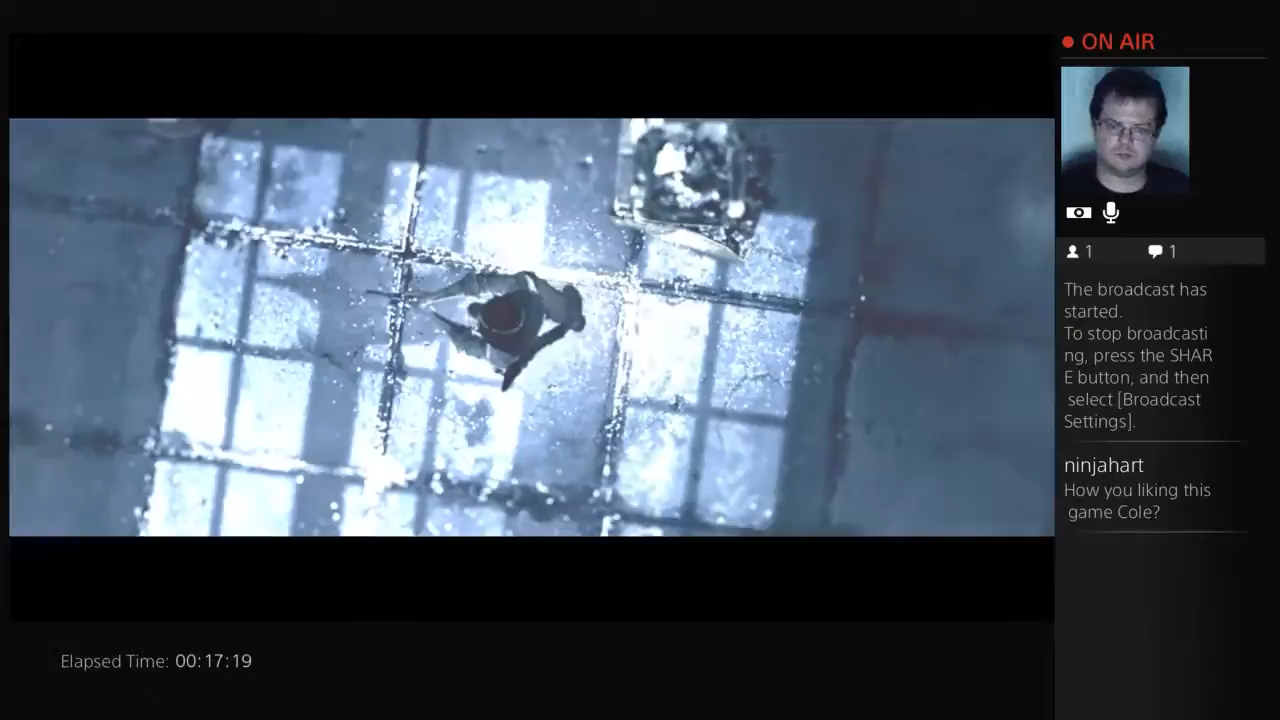 ON AIR
1 1
The broadcast has
started.
To stop broadcasti
ng, press the SHAR
E button, and then
select [Broadcast
Settings].
ninjahart
How you liking this
game Cole?
Elapsed Time: 00:17:19